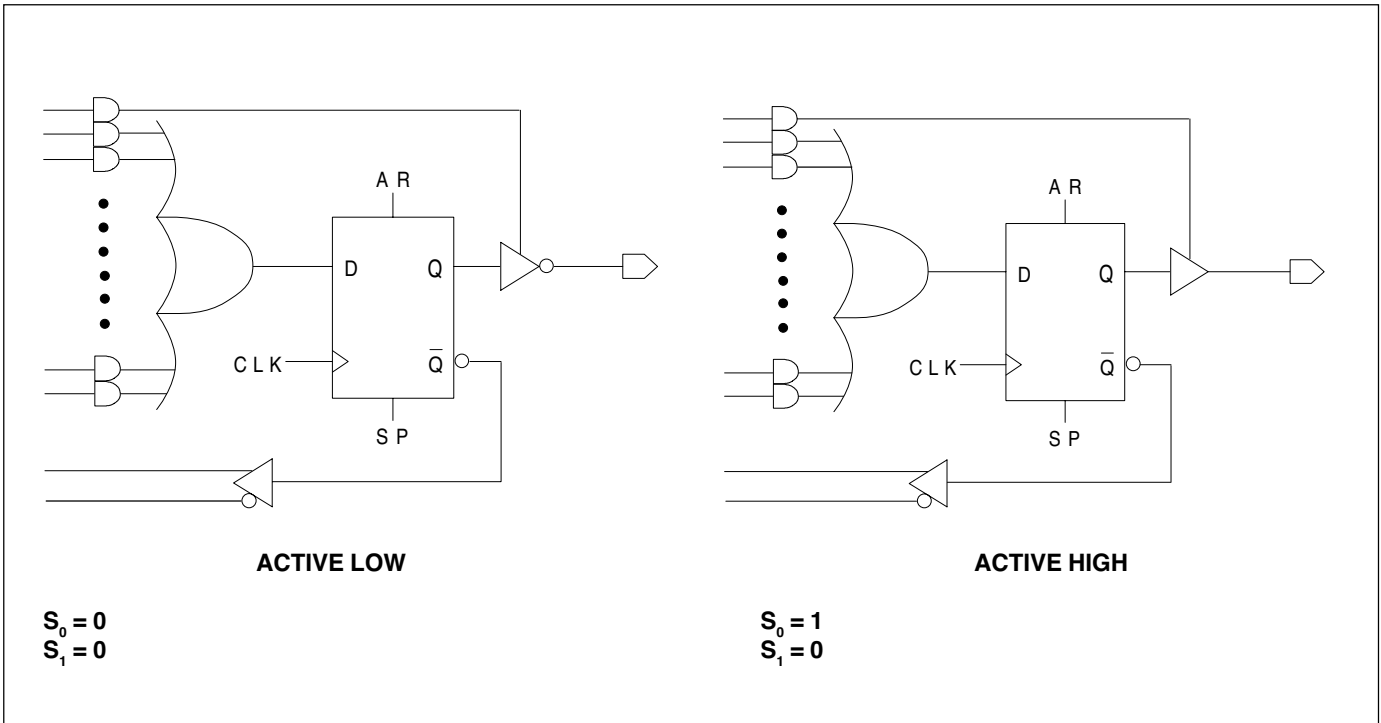 A R
D Q
C L K Q̅
S P
ACTIVE LOW
S₀ = 0
S₁ = 0
A R
D Q
C L K Q̅
S P
ACTIVE HIGH
S₀ = 1
S₁ = 0